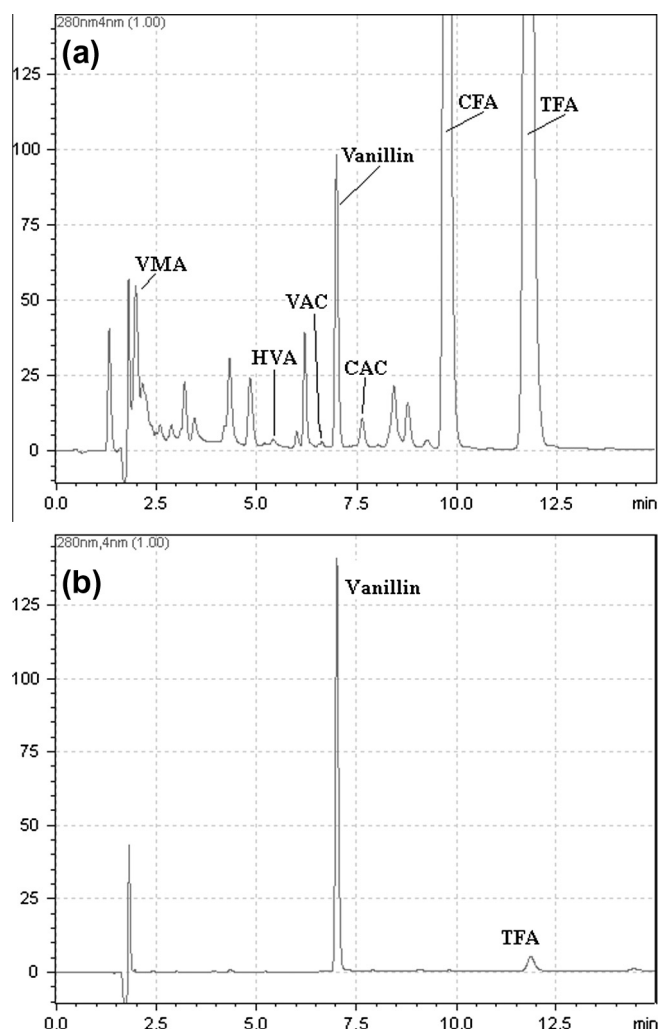 280nm4nm (1.00)
(a)
125
CFA
TFA
100
Vanillin
75
VMA
50
VAC
HVA
25
CAC
0
0.0 2.5 5.0 7.5 10.0 12.5 min
280nm,4nm (1.00)
(b)
Vanillin
125
100
75
50
25
TFA
0
0.0 2.5 5.0 7.5 10.0 12.5 min